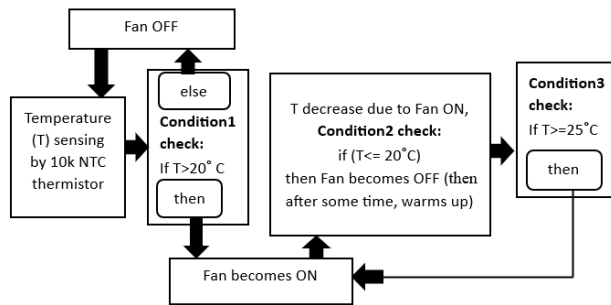 Fan OFF
Temperature
(T) sensing
by 10k NTC
thermistor
else
Condition1
check:
If T>20˚ C
then
Fan becomes ON
T decrease due to Fan ON,
Condition2 check:
if (T<= 20˚C)
then Fan becomes OFF (then
after some time, warms up)
Condition3
check:
If T>=25˚C
then